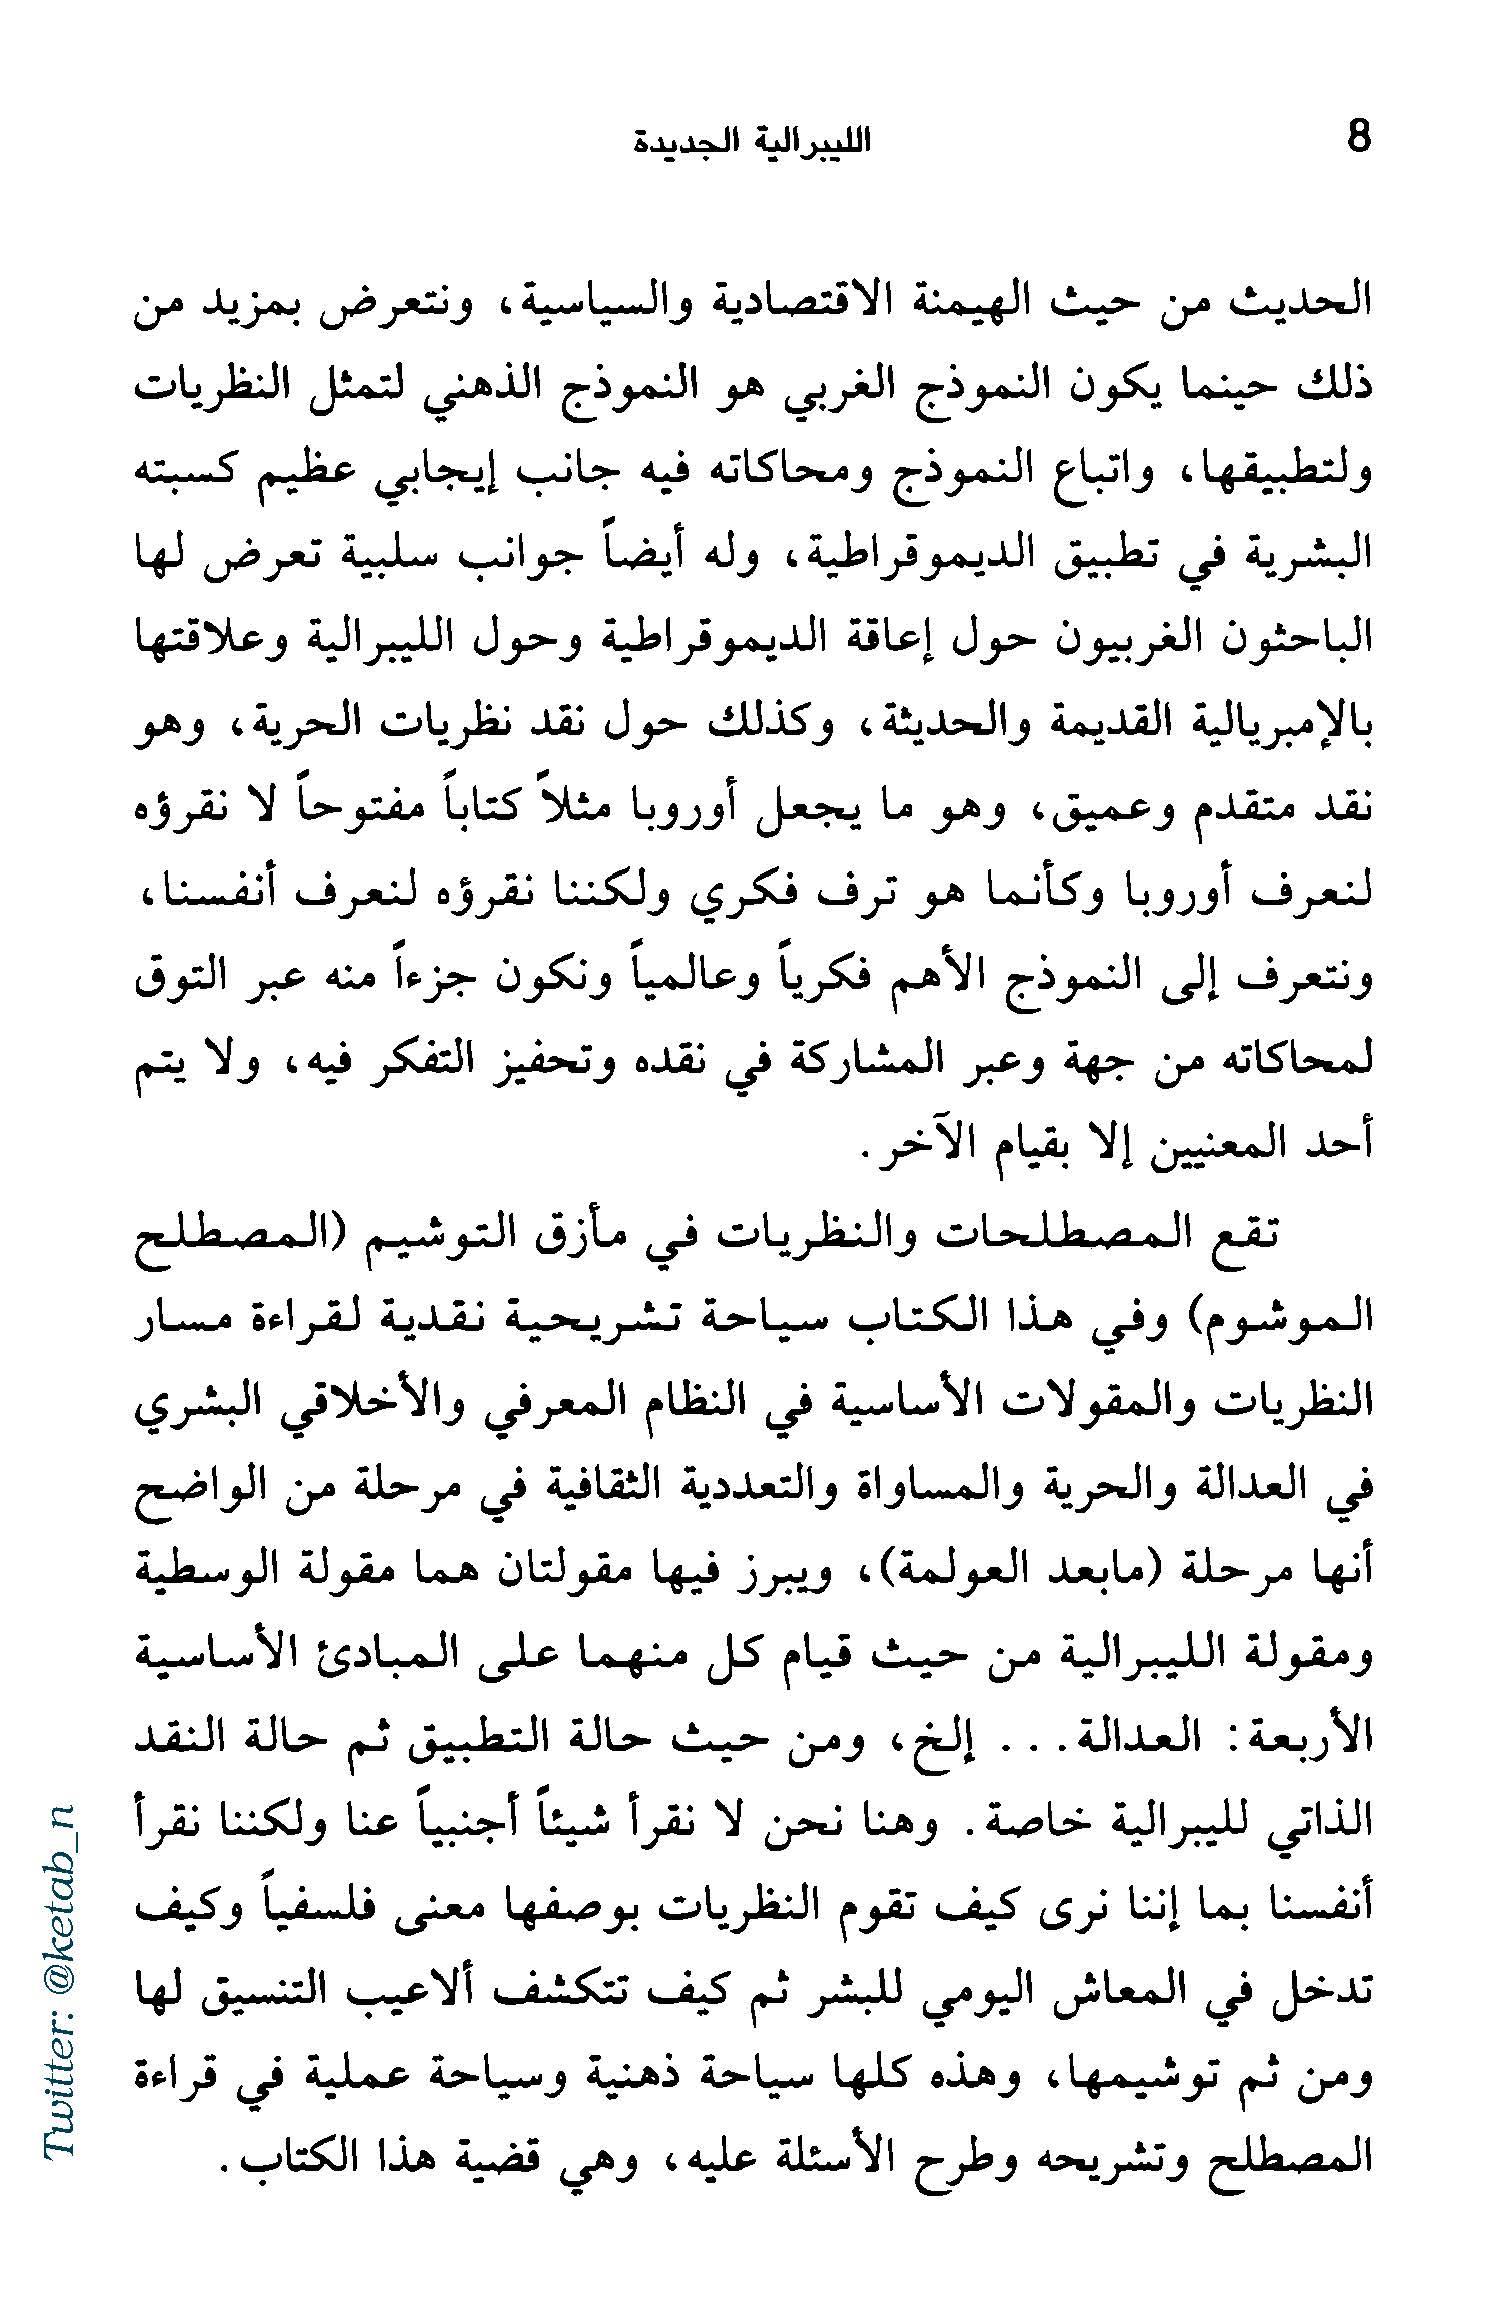 8
الليبرالية الجديدة
الحديث من حيث الهيمنة الاقتصادية والسياسية، ونتعرض بمزيد من
ذلك حينما يكون النموذج الغربي هو النموذج الذهني لتمثل النظريات
ولتطبيقها، واتباع النموذج ومحاكاته فيه جانب إيجابي عظيم كسبته
البشرية في تطبيق الديموقراطية، وله أيضاً جوانب سلبية تعرض لها
الباحثون الغربيون حول إعاقة الديموقراطية وحول الليبرالية وعلاقتها
بالإمبريالية القديمة والحديثة، وكذلك حول نقد نظريات الحرية، وهو
نقد متقدم وعميق، وهو ما يجعل أوروبا مثلاً كتاباً مفتوحاً لا نقرؤه
لنعرف أوروبا وكأنما هو ترف فكري ولكننا نقرؤه لنعرف أنفسنا،
ونتعرف إلى النموذج الأهم فكرياً وعالمياً ونكون جزءاً منه عبر التوق
لمحاكاته من جهة وعبر المشاركة في نقده وتحفيز التفكر فيه، ولا يتم
أحد المعنيين إلا بقيام الآخر.
تقع المصطلحات والنظريات في مأزق التوشيم (المصطلح
الموشوم) وفي هذا الكتاب سياحة تشريحية نقدية لقراءة مسار
النظريات والمقولات الأساسية في النظام المعرفي والأخلاقي البشري
في العدالة والحرية والمساواة والتعددية الثقافية في مرحلة من الواضح
أنها مرحلة (مابعد العولمة)، ويبرز فيها مقولتان هما مقولة الوسطية
ومقولة الليبرالية من حيث قيام كل منهما على المبادئ الأساسية
الأربعة: العدالة... إلخ، ومن حيث حالة التطبيق ثم حالة النقد
الذاتي لليبرالية خاصة. وهنا نحن لا نقرأ شيئاً أجنبياً عنا ولكننا نقرأ
أنفسنا بما إننا نرى كيف تقوم النظريات بوصفها معنى فلسفياً وكيف
تدخل في المعاش اليومي للبشر ثم كيف تتكشف ألاعيب التنسيق لها
ومن ثم توشيمها، وهذه كلها سياحة ذهنية وسياحة عملية في قراءة
المصطلح وتشريحه وطرح الأسئلة عليه، وهي قضية هذا الكتاب.
Twitter: @ketab_n